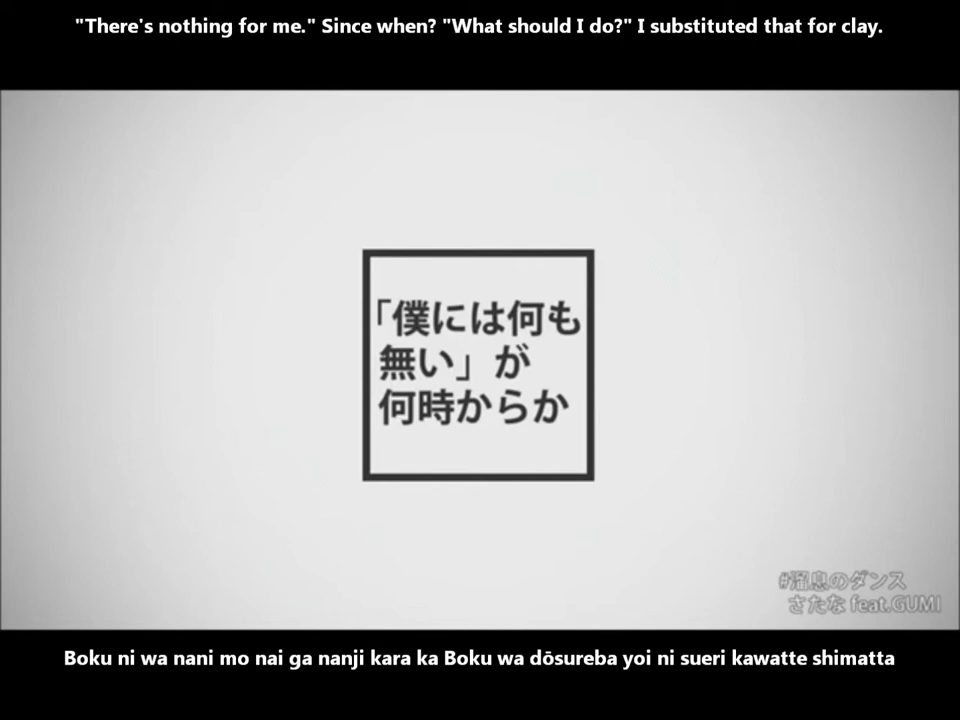 "There's nothing for me." Since when? "What should I do?" I substituted that for clay.
「僕には何も
無い」が
何時からか
#溜息のダンス
さたな feat.GUMI
Boku ni wa nani mo nai ga nanji kara ka Boku wa dōsureba yoi ni sueri kawatte shimatta